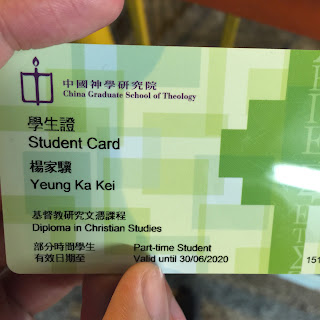 中國神學研究院
China Graduate School of Theology
學生證
Student Card
楊家驥
Yeung Ka Kei
基督教研究文憑課程
Diploma in Christian Studies
部分時間學生 Part-time Student
有效日期至 Valid until 30/06/2020
151